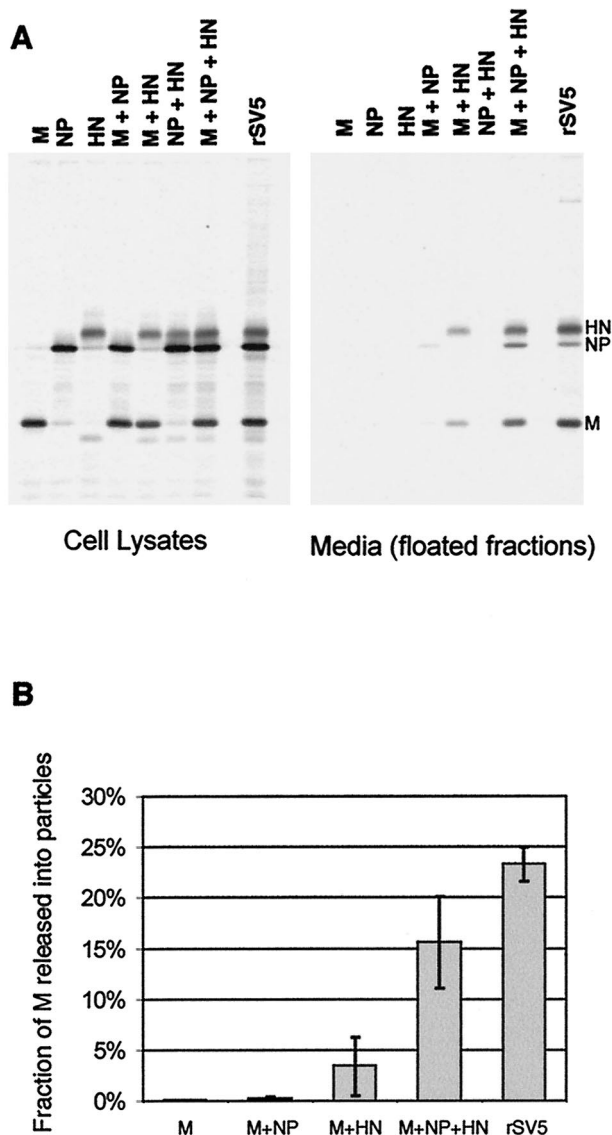 A
M
NP
HN
M + NP
M + HN
NP + HN
M + NP + HN
rSV5
M
NP
HN
M + NP
M + HN
NP + HN
M + NP + HN
rSV5
HN
NP
M
Cell Lysates
Media (floated fractions)
B
Fraction of M released into particles
30%
25%
20%
15%
10%
5%
0%
M
M+NP
M+HN
M+NP+HN
rSV5